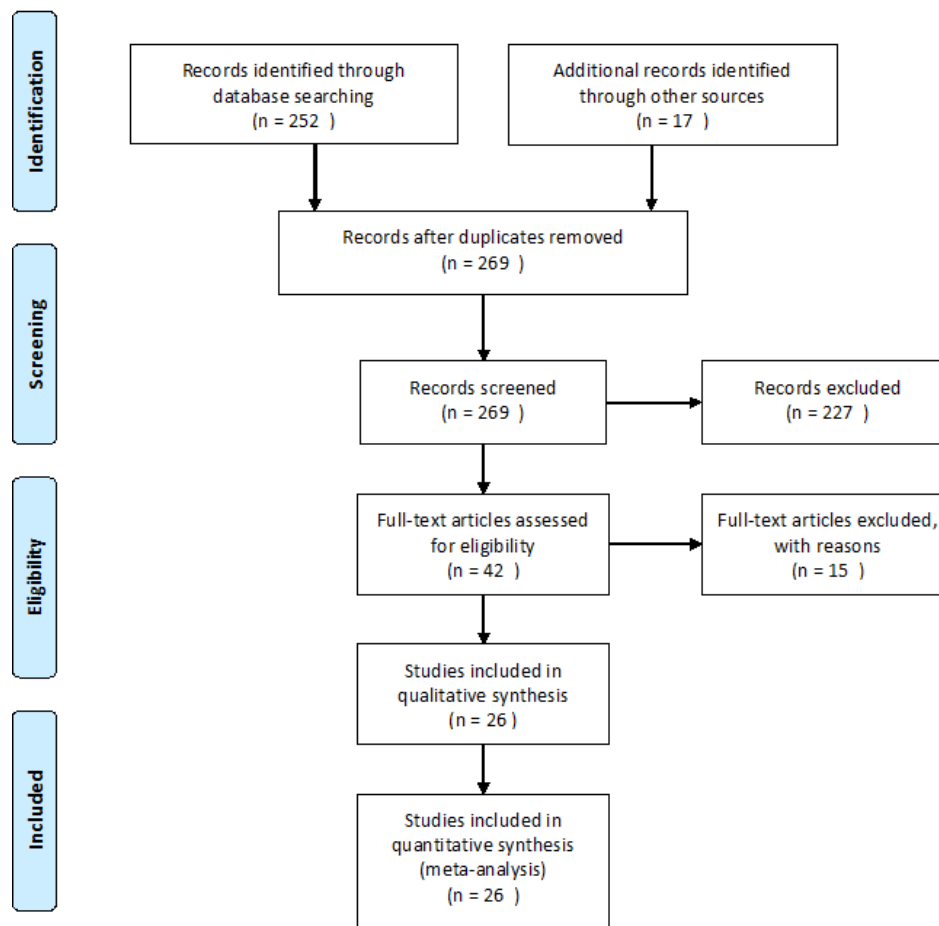 Identification
Records identified through
database searching
(n = 252  )
Additional records identified
through other sources
(n = 17  )
Records after duplicates removed
(n = 269  )
Screening
Records screened
(n = 269  )
Records excluded
(n = 227  )
Eligibility
Full-text articles assessed
for eligibility
(n = 42  )
Full-text articles excluded,
with reasons
(n = 15  )
Studies included in
qualitative synthesis
(n = 26 )
Included
Studies included in
quantitative synthesis
(meta-analysis)
(n = 26 )